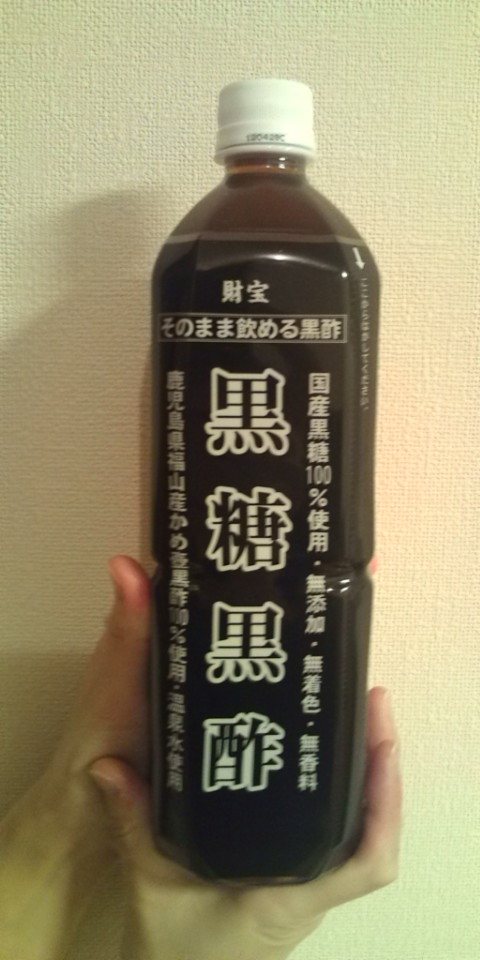 財宝
そのまま飲める黒酢
国産黒糖100%使用・無添加・無着色・無香料
黒糖黒酢
鹿児島県福山産かめ壺黒酢100%使用・温泉水使用